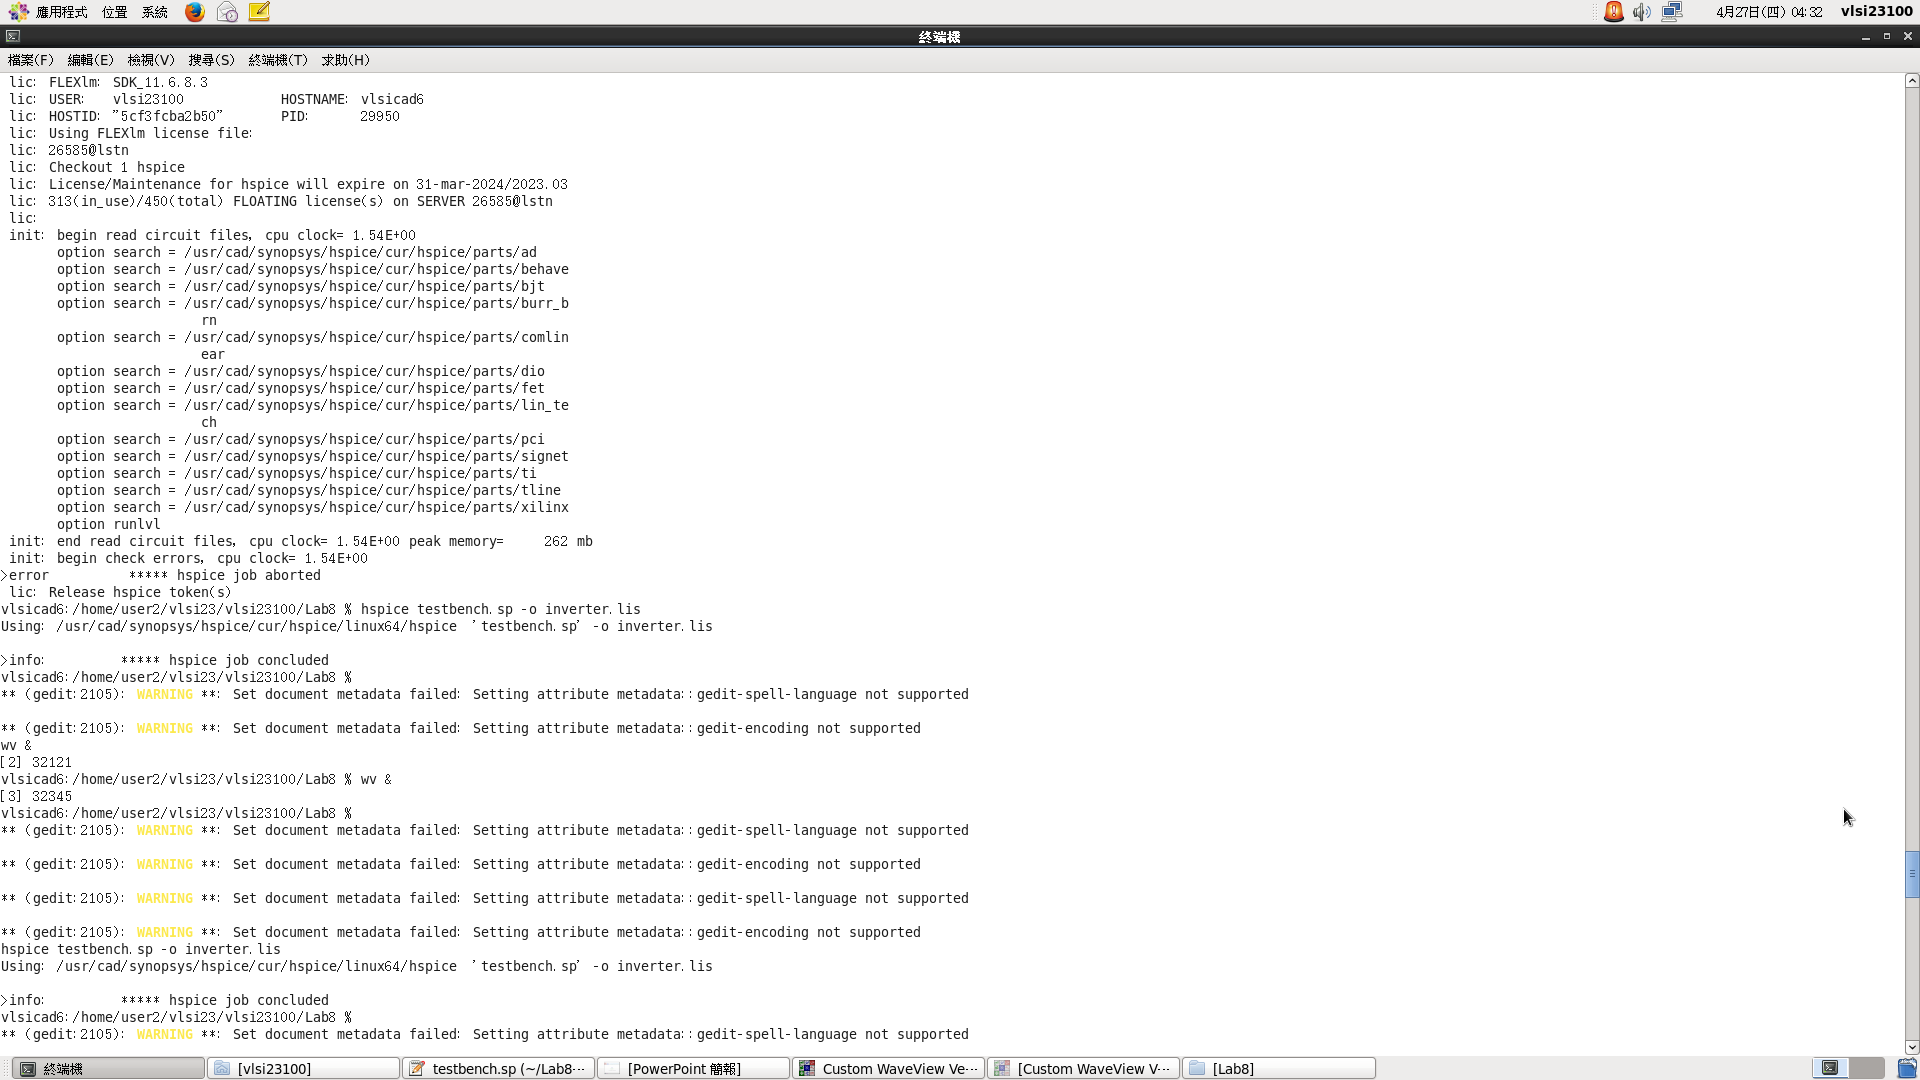 應用程式 位置 系統 4月27日(四) 04:32 vlsi23100
終端機
檔案(F) 編輯(E) 檢視(V) 搜尋(S) 終端機(T) 求助(H)
lic: FLEXlm: SDK_11.6.8.3
lic: USER: vlsi23100 HOSTNAME: vlsicad6
lic: HOSTID: "5cf3fcba2b50" PID: 29950
lic: Using FLEXlm license file:
lic: 26585@lstn
lic: Checkout 1 hspice
lic: License/Maintenance for hspice will expire on 31-mar-2024/2023.03
lic: 313(in_use)/450(total) FLOATING license(s) on SERVER 26585@lstn
lic:
init: begin read circuit files, cpu clock= 1.54E+00
option search = /usr/cad/synopsys/hspice/cur/hspice/parts/ad
option search = /usr/cad/synopsys/hspice/cur/hspice/parts/behave
option search = /usr/cad/synopsys/hspice/cur/hspice/parts/bjt
option search = /usr/cad/synopsys/hspice/cur/hspice/parts/burr_b
rn
option search = /usr/cad/synopsys/hspice/cur/hspice/parts/comlin
ear
option search = /usr/cad/synopsys/hspice/cur/hspice/parts/dio
option search = /usr/cad/synopsys/hspice/cur/hspice/parts/fet
option search = /usr/cad/synopsys/hspice/cur/hspice/parts/lin_te
ch
option search = /usr/cad/synopsys/hspice/cur/hspice/parts/pci
option search = /usr/cad/synopsys/hspice/cur/hspice/parts/signet
option search = /usr/cad/synopsys/hspice/cur/hspice/parts/ti
option search = /usr/cad/synopsys/hspice/cur/hspice/parts/tline
option search = /usr/cad/synopsys/hspice/cur/hspice/parts/xilinx
option runlvl
init: end read circuit files, cpu clock= 1.54E+00 peak memory= 262 mb
init: begin check errors, cpu clock= 1.54E+00
>error ***** hspice job aborted
lic: Release hspice token(s)
vlsicad6:/home/user2/vlsi23/vlsi23100/Lab8 % hspice testbench.sp -o inverter.lis
Using: /usr/cad/synopsys/hspice/cur/hspice/linux64/hspice 'testbench.sp' -o inverter.lis
>info: ***** hspice job concluded
vlsicad6:/home/user2/vlsi23/vlsi23100/Lab8 %
** (gedit:2105): WARNING **: Set document metadata failed: Setting attribute metadata::gedit-spell-language not supported
** (gedit:2105): WARNING **: Set document metadata failed: Setting attribute metadata::gedit-encoding not supported
wv &
[2] 32121
vlsicad6:/home/user2/vlsi23/vlsi23100/Lab8 % wv &
[3] 32345
vlsicad6:/home/user2/vlsi23/vlsi23100/Lab8 %
** (gedit:2105): WARNING **: Set document metadata failed: Setting attribute metadata::gedit-spell-language not supported
** (gedit:2105): WARNING **: Set document metadata failed: Setting attribute metadata::gedit-encoding not supported
** (gedit:2105): WARNING **: Set document metadata failed: Setting attribute metadata::gedit-spell-language not supported
** (gedit:2105): WARNING **: Set document metadata failed: Setting attribute metadata::gedit-encoding not supported
hspice testbench.sp -o inverter.lis
Using: /usr/cad/synopsys/hspice/cur/hspice/linux64/hspice 'testbench.sp' -o inverter.lis
>info: ***** hspice job concluded
vlsicad6:/home/user2/vlsi23/vlsi23100/Lab8 %
** (gedit:2105): WARNING **: Set document metadata failed: Setting attribute metadata::gedit-spell-language not supported
終端機 [vlsi23100] testbench.sp (~/Lab8··· [PowerPoint 簡報] Custom WaveView Ve··· [Custom WaveView V··· [Lab8]